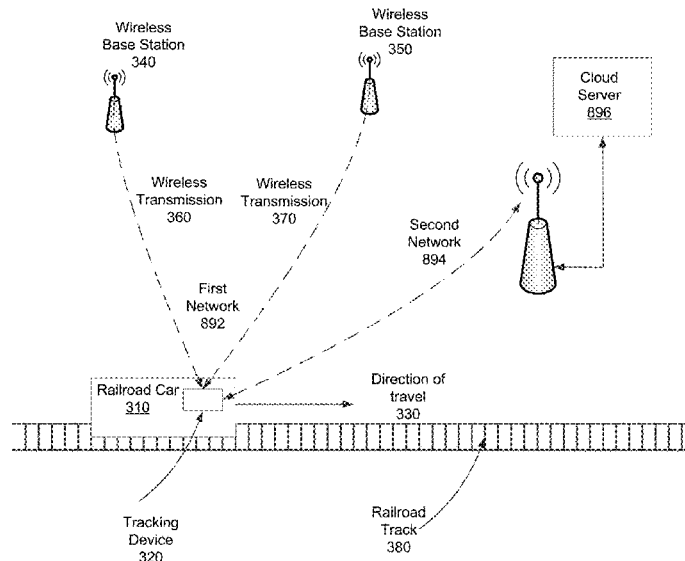 Wireless
Base Station
340
Wireless
Base Station
350
Cloud
Server
896
Wireless
Transmission
360
Wireless
Transmission
370
Second
Network
894
First
Network
892
Railroad Car
310
Direction of
travel
330
Tracking
Device
320
Railroad
Track
380